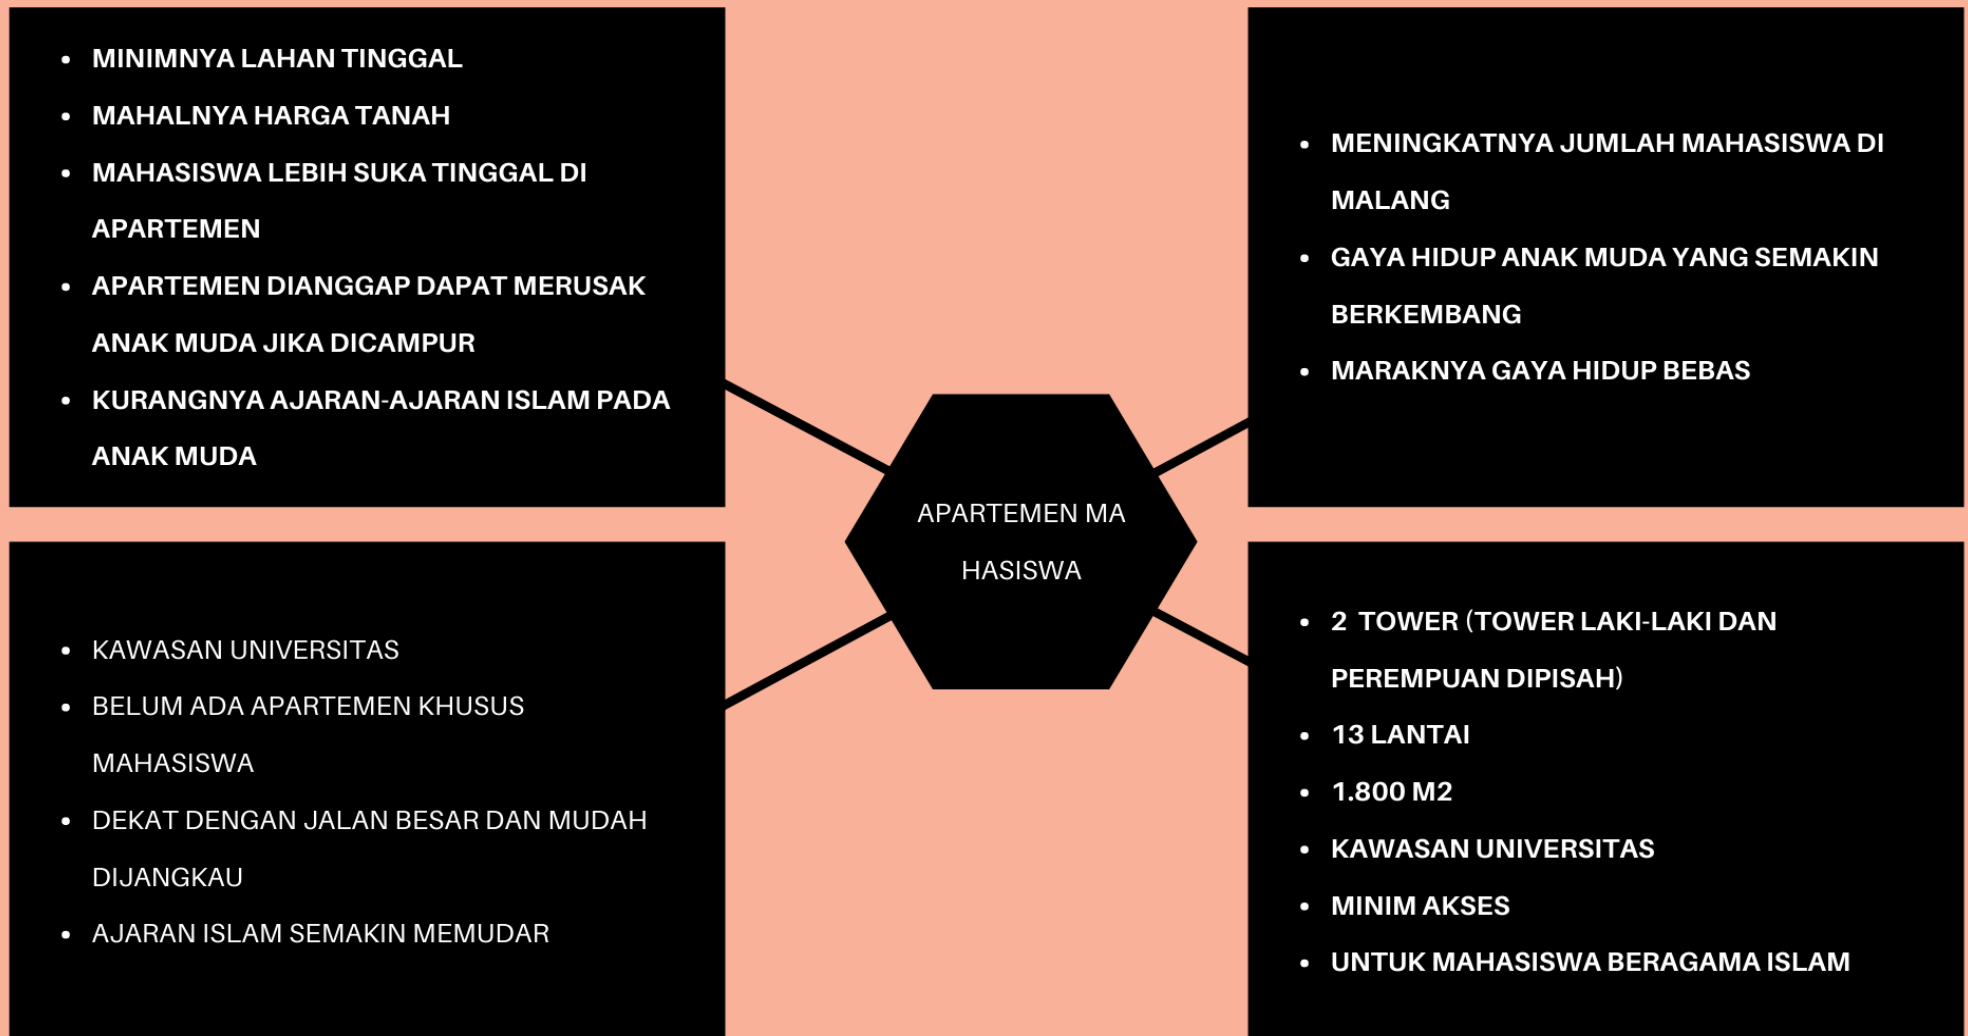 • MINIMNYA LAHAN TINGGAL
• MAHALNYA HARGA TANAH
• MAHASISWA LEBIH SUKA TINGGAL DI
APARTEMEN
• APARTEMEN DIANGGAP DAPAT MERUSAK
ANAK MUDA JIKA DICAMPUR
• KURANGNYA AJARAN-AJARAN ISLAM PADA
ANAK MUDA
• MENINGKATNYA JUMLAH MAHASISWA DI
MALANG
• GAYA HIDUP ANAK MUDA YANG SEMAKIN
BERKEMBANG
• MARAKNYA GAYA HIDUP BEBAS
APARTEMEN MA
HASISWA
• KAWASAN UNIVERSITAS
• BELUM ADA APARTEMEN KHUSUS
MAHASISWA
• DEKAT DENGAN JALAN BESAR DAN MUDAH
DIJANGKAU
• AJARAN ISLAM SEMAKIN MEMUDAR
• 2 TOWER (TOWER LAKI-LAKI DAN
PEREMPUAN DIPISAH)
• 13 LANTAI
• 1.800 M2
• KAWASAN UNIVERSITAS
• MINIM AKSES
• UNTUK MAHASISWA BERAGAMA ISLAM